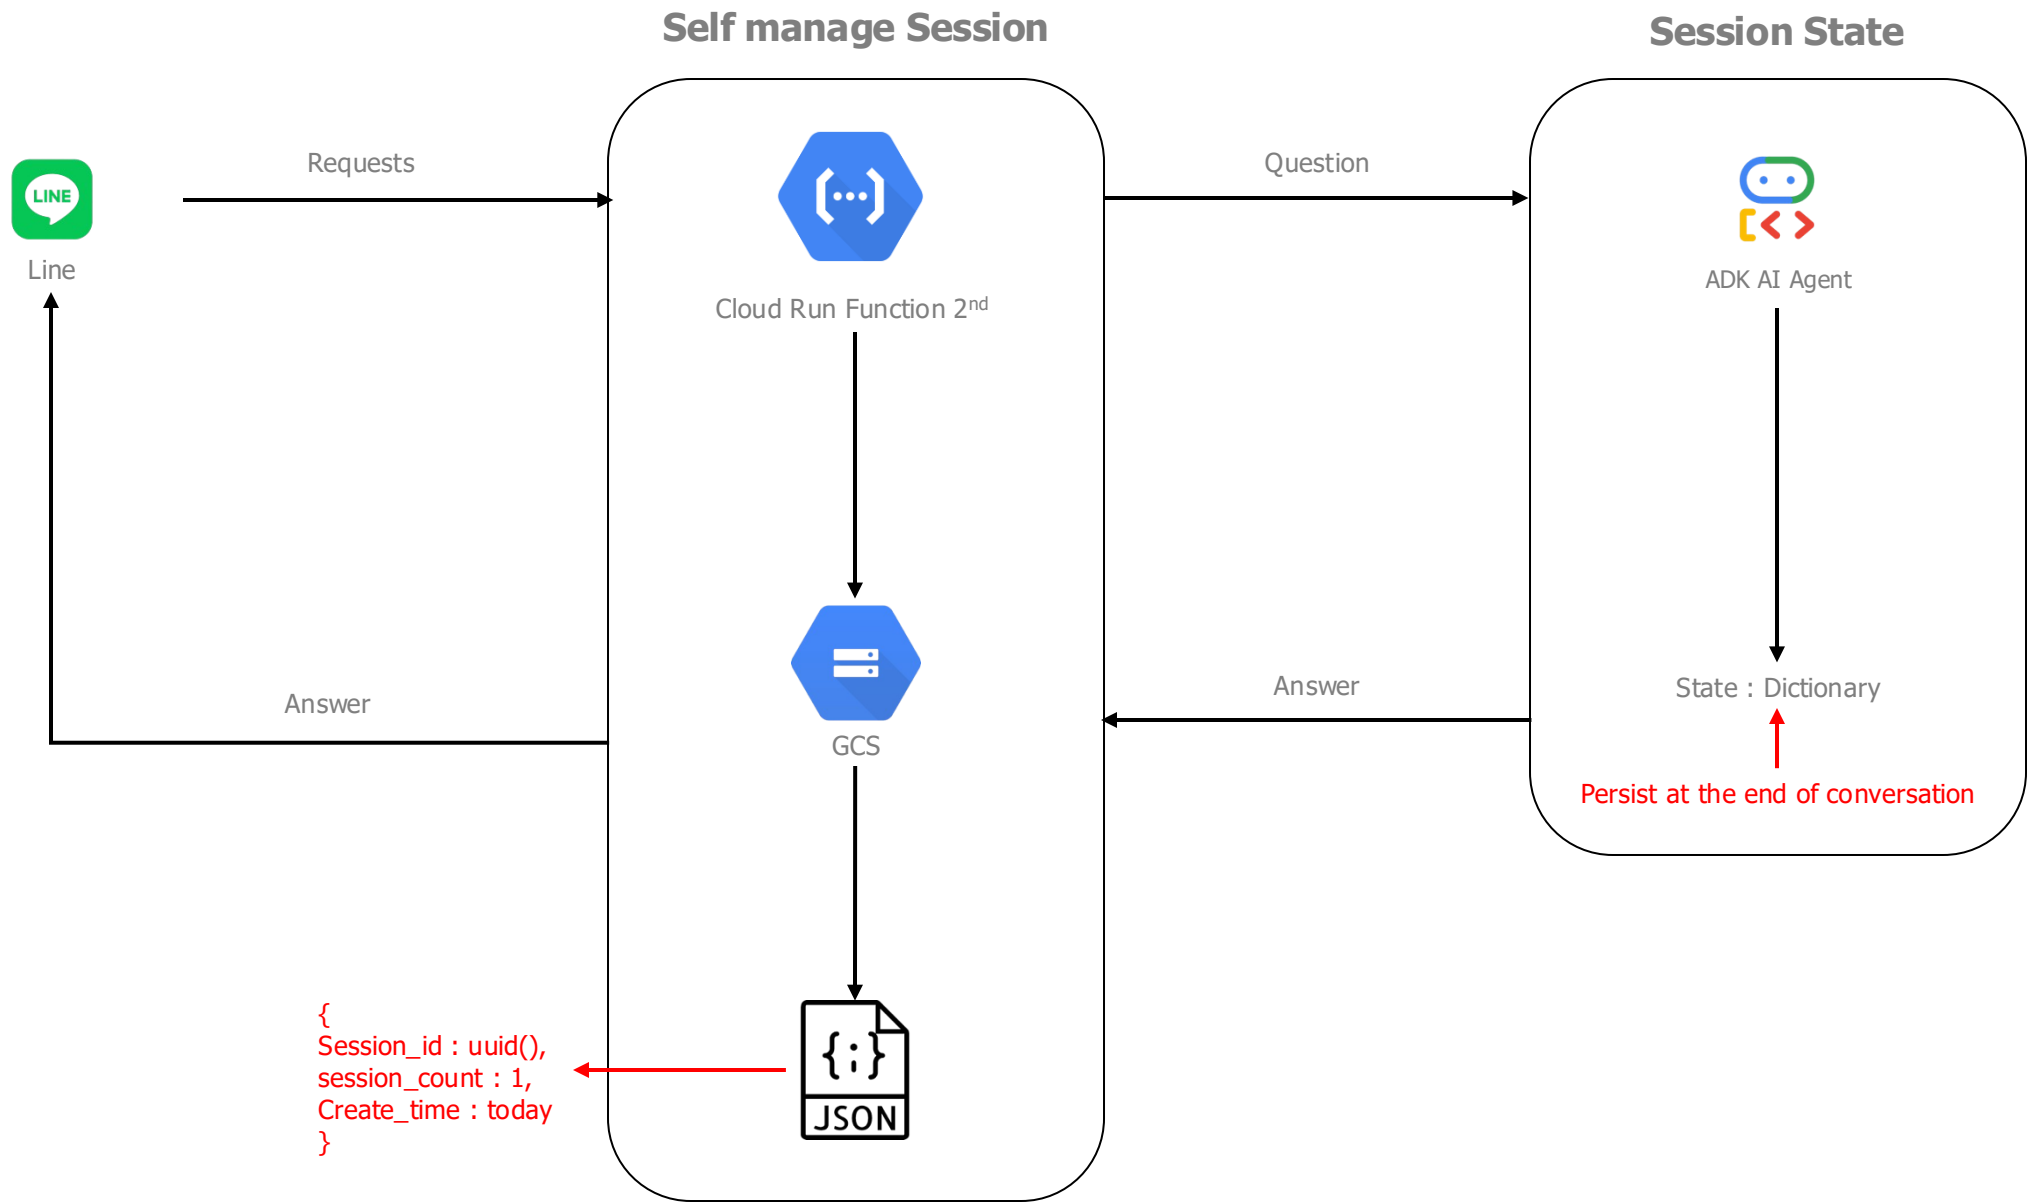 Self manage Session
Session State
Requests
Question
LINE
Line
Cloud Run Function 2nd
ADK AI Agent
Answer
GCS
Answer
State : Dictionary
Persist at the end of conversation
{
Session_id : uuid(),
session_count : 1,
Create_time : today
}
{;}
JSON